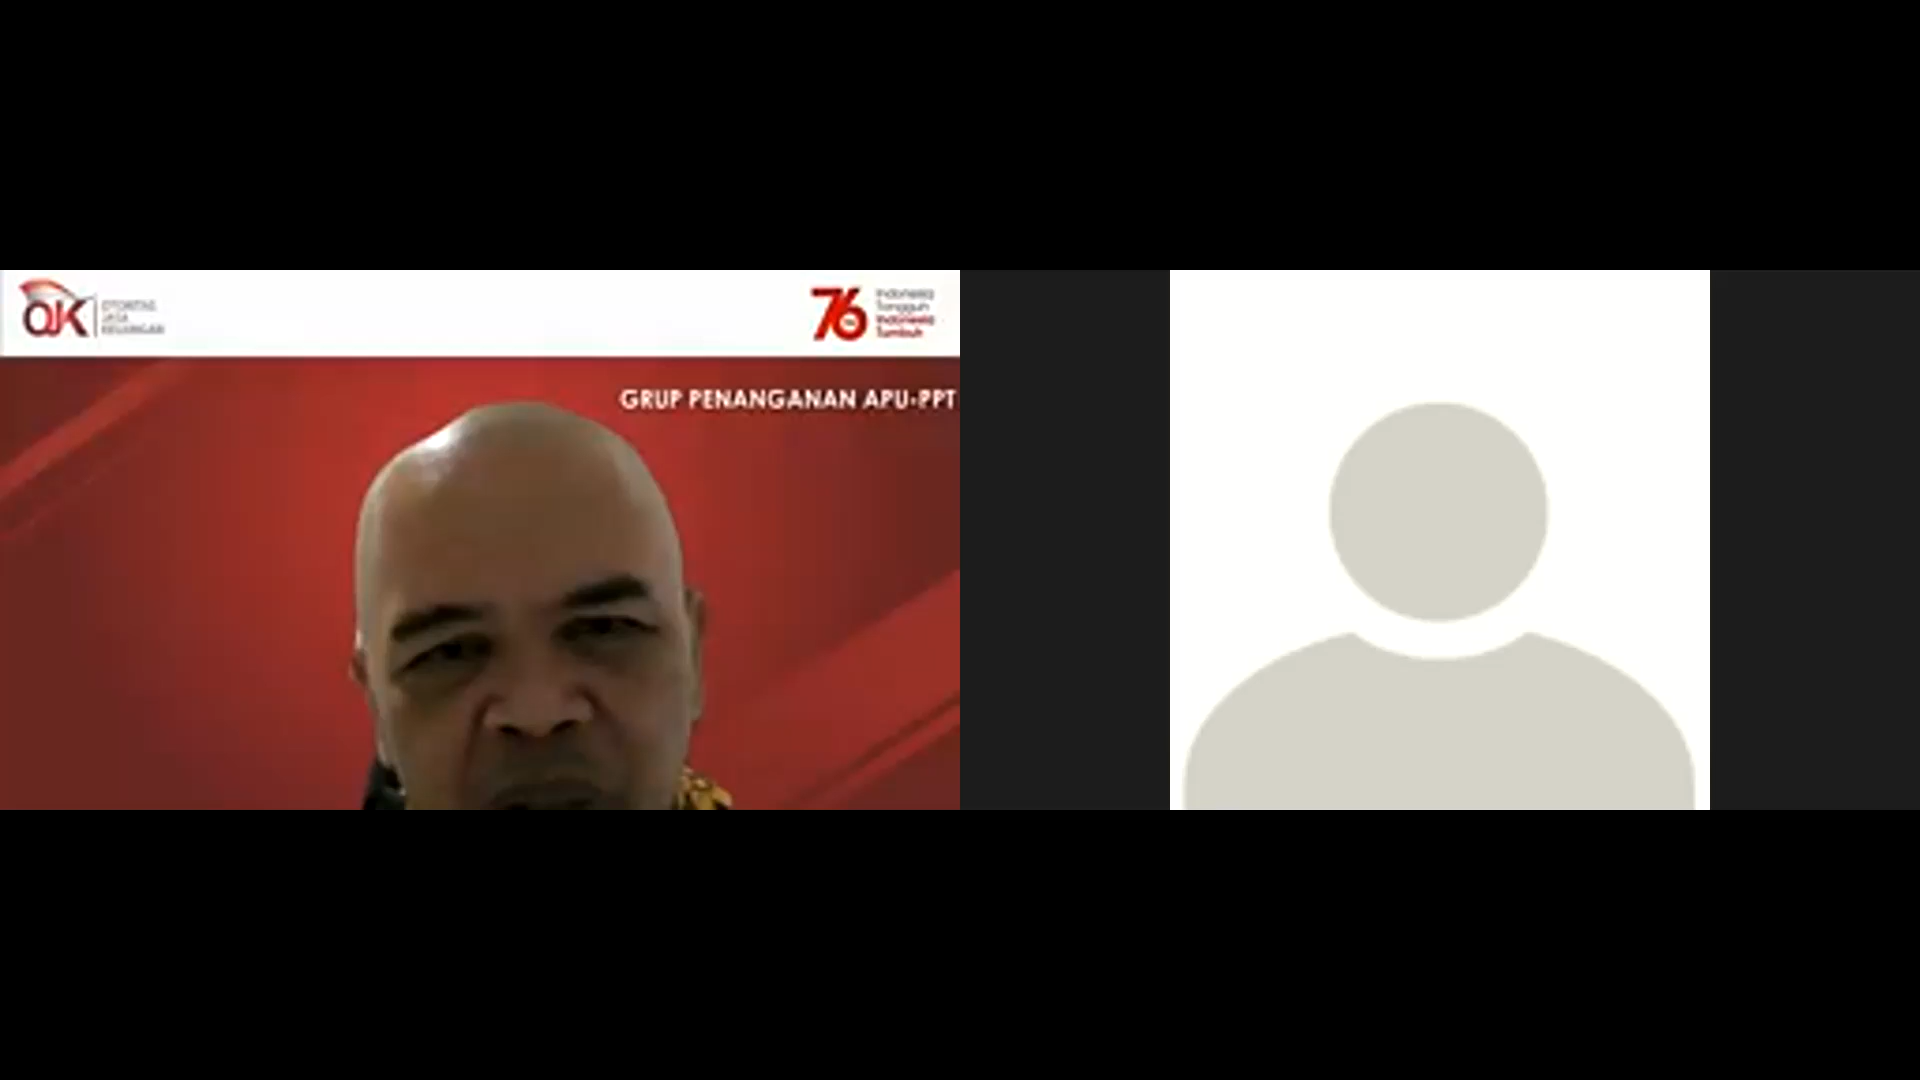 OJK
OTORITAS
JASA
KEUANGAN
76
Indonesia
Tangguh
Indonesia
Tumbuh
GRUP PENANGANAN APU-PPT